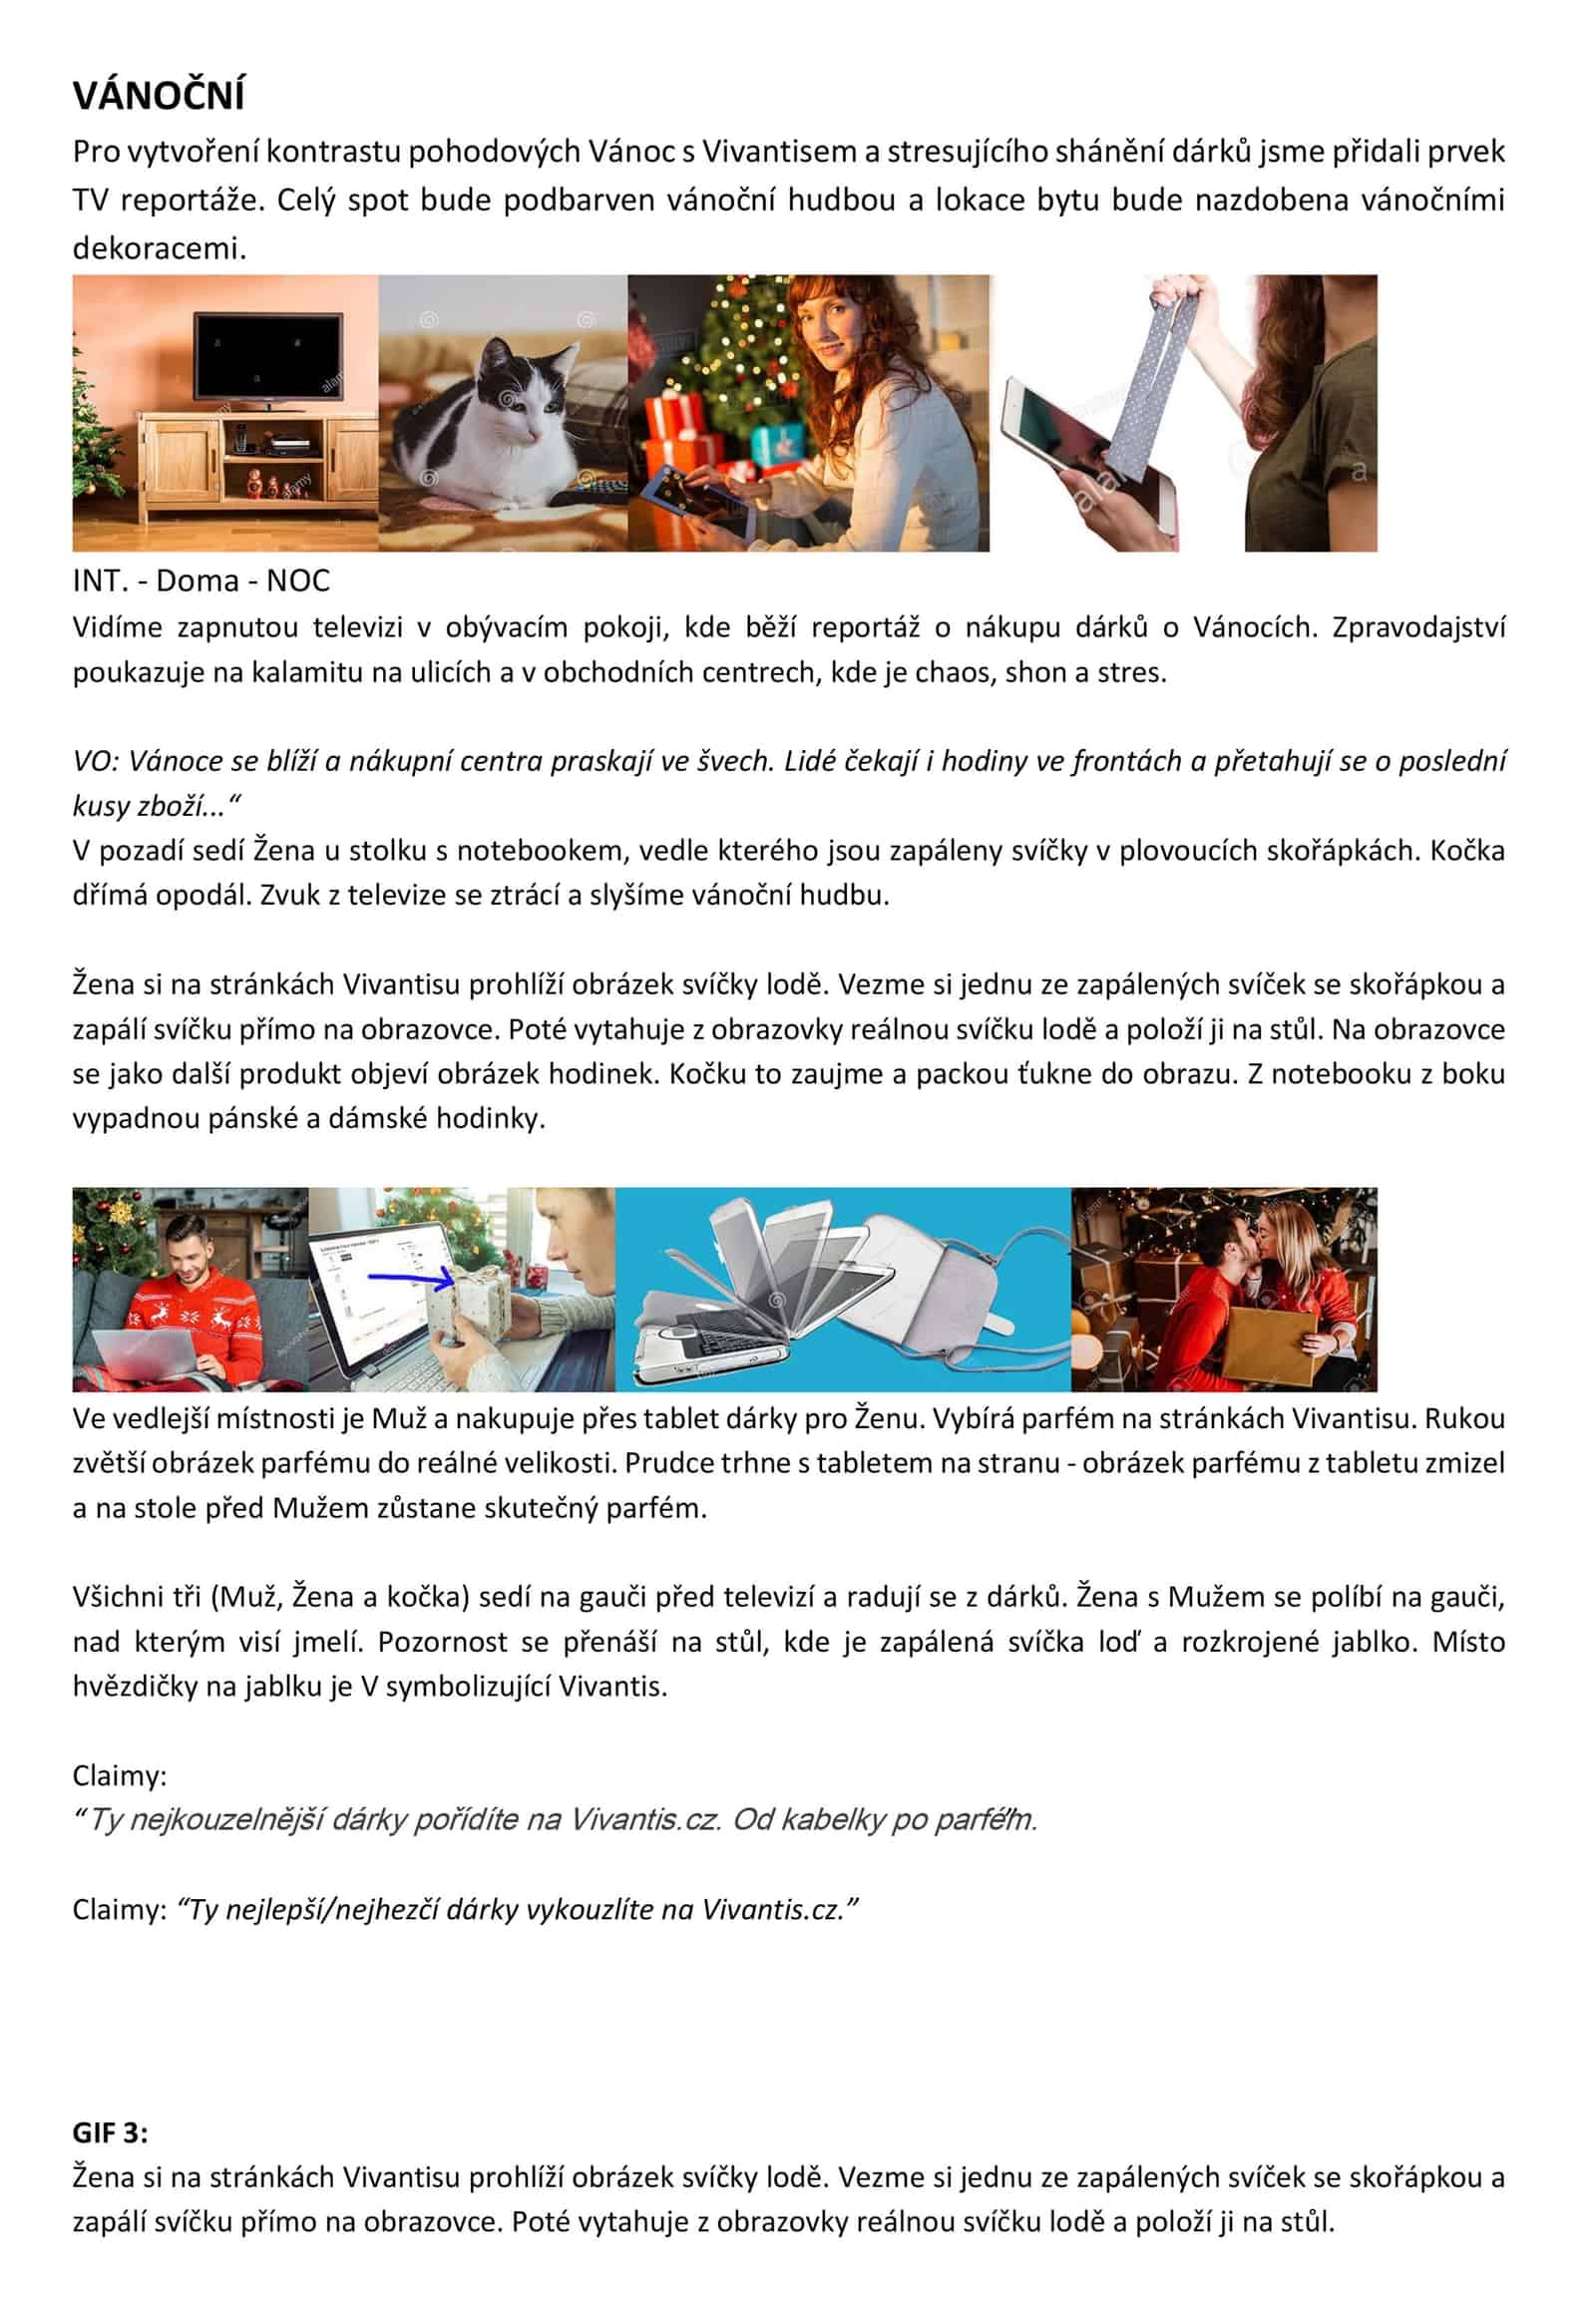 VÁNOČNÍ
Pro vytvoření kontrastu pohodových Vánoc s Vivantisem a stresujícího shánění dárků jsme přidali prvek
TV reportáže. Celý spot bude podbarven vánoční hudbou a lokace bytu bude nazdobena vánočními
dekoracemi.
a
a
a
alamy
alamy
a
INT. - Doma - NOC
Vidíme zapnutou televizi v obývacím pokoji, kde běží reportáž o nákupu dárků o Vánocích. Zpravodajství
poukazuje na kalamitu na ulicích a v obchodních centrech, kde je chaos, shon a stres.
VO: Vánoce se blíží a nákupní centra praskají ve švech. Lidé čekají i hodiny ve frontách a přetahují se o poslední
kusy zboží...“
V pozadí sedí Žena u stolku s notebookem, vedle kterého jsou zapáleny svíčky v plovoucích skořápkách. Kočka
dřímá opodál. Zvuk z televize se ztrácí a slyšíme vánoční hudbu.
Žena si na stránkách Vivantisu prohlíží obrázek svíčky lodě. Vezme si jednu ze zapálených svíček se skořápkou a
zapálí svíčku přímo na obrazovce. Poté vytahuje z obrazovky reálnou svíčku lodě a položí ji na stůl. Na obrazovce
se jako další produkt objeví obrázek hodinek. Kočku to zaujme a packou ťukne do obrazu. Z notebooku z boku
vypadnou pánské a dámské hodinky.
Ve vedlejší místnosti je Muž a nakupuje přes tablet dárky pro Ženu. Vybírá parfém na stránkách Vivantisu. Rukou
zvětší obrázek parfému do reálné velikosti. Prudce trhne s tabletem na stranu - obrázek parfému z tabletu zmizel
a na stole před Mužem zůstane skutečný parfém.
Všichni tři (Muž, Žena a kočka) sedí na gauči před televizí a radují se z dárků. Žena s Mužem se políbí na gauči,
nad kterým visí jmelí. Pozornost se přenáší na stůl, kde je zapálená svíčka loď a rozkrojené jablko. Místo
hvězdičky na jablku je V symbolizující Vivantis.
Claimy:
“Ty nejkouzelnější dárky pořídíte na Vivantis.cz. Od kabelky po parfém.”
Claimy: “Ty nejlepší/nejhezčí dárky vykouzlíte na Vivantis.cz.”
GIF 3:
Žena si na stránkách Vivantisu prohlíží obrázek svíčky lodě. Vezme si jednu ze zapálených svíček se skořápkou a
zapálí svíčku přímo na obrazovce. Poté vytahuje z obrazovky reálnou svíčku lodě a položí ji na stůl.